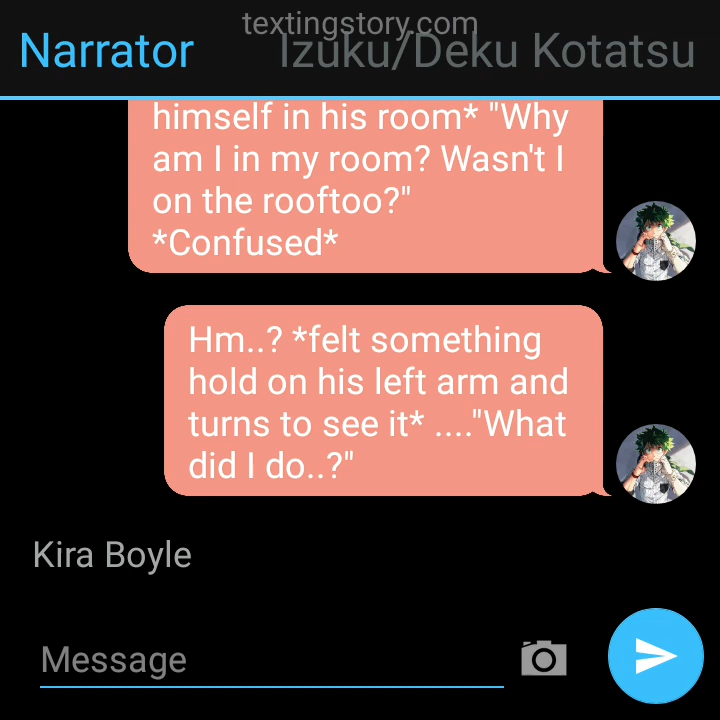 textingstory.com
Narrator
Izuku/Deku Kotatsu
himself in his room* "Why
am I in my room? Wasn't I
on the rooftoo?"
*Confused*
Hm..? *felt something
hold on his left arm and
turns to see it* ...."What
did I do..?"
Kira Boyle
Message